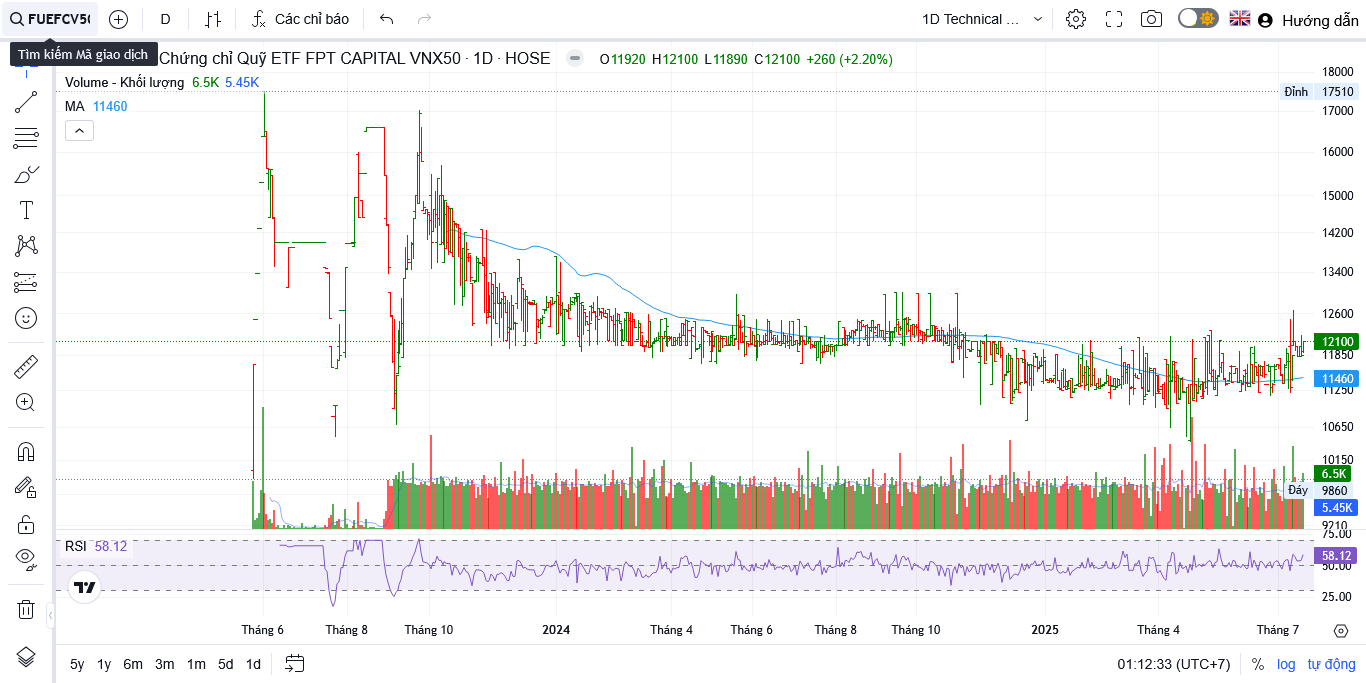 FUEFCV50
D
Các chỉ báo
1D Technical ...
Hướng dẫn
Tìm kiếm Mã giao dịch
Chứng chỉ Quỹ ETF FPT CAPITAL VNX50 · 1D · HOSE
O11920 H12100 L11890 C12100 +260 (+2.20%)
Volume - Khối lượng 6.5K 5.45K
MA 11460
18000
Đỉnh 17510
17000
16000
15000
14200
13400
12600
12100
11850
11460
11250
10650
10150
6.5K
Đáy 9860
5.45K
9210
75.00
RSI 58.12
58.12
50.00
25.00
Tháng 6 Tháng 8 Tháng 10 2024 Tháng 4 Tháng 6 Tháng 8 Tháng 10 2025 Tháng 4 Tháng 7
5y 1y 6m 3m 1m 5d 1d
01:12:33 (UTC+7) % log tự động